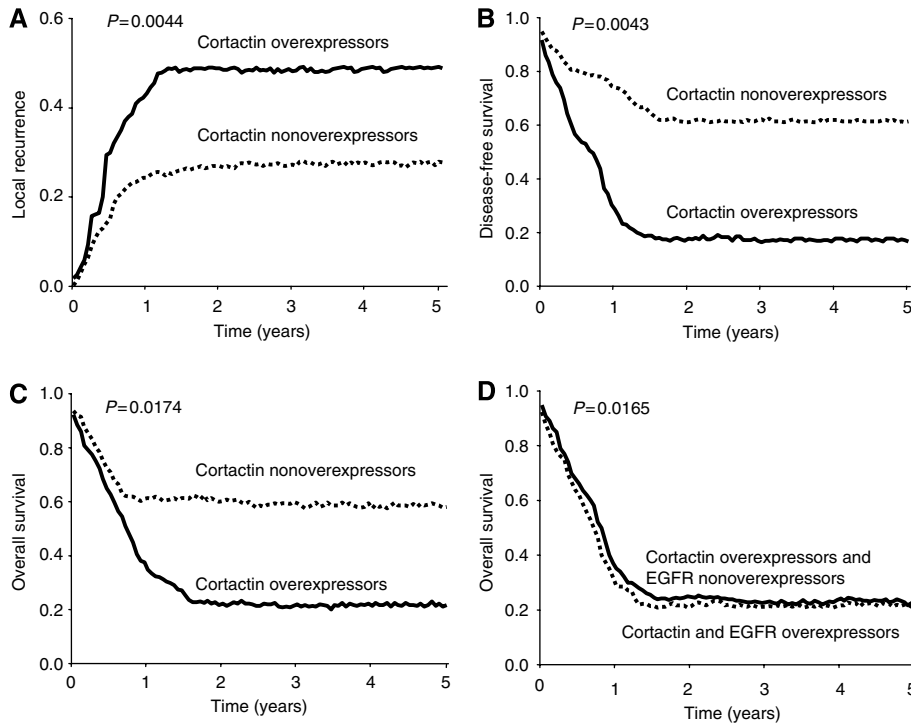 A
P=0.0044
0.6
0.4
0.2
0.0
Local recurrence
Cortactin overexpressors
Cortactin nonoverexpressors
0 1 2 3 4 5
Time (years)
B
P=0.0043
1.0
0.8
0.6
0.4
0.2
0.0
Disease-free survival
Cortactin nonoverexpressors
Cortactin overexpressors
0 1 2 3 4 5
Time (years)
C
P=0.0174
1.0
0.8
0.6
0.4
0.2
0.0
Overall survival
Cortactin nonoverexpressors
Cortactin overexpressors
0 1 2 3 4 5
Time (years)
D
P=0.0165
1.0
0.8
0.6
0.4
0.2
0.0
Overall survival
Cortactin overexpressors and
EGFR nonoverexpressors
Cortactin and EGFR overexpressors
0 1 2 3 4 5
Time (years)